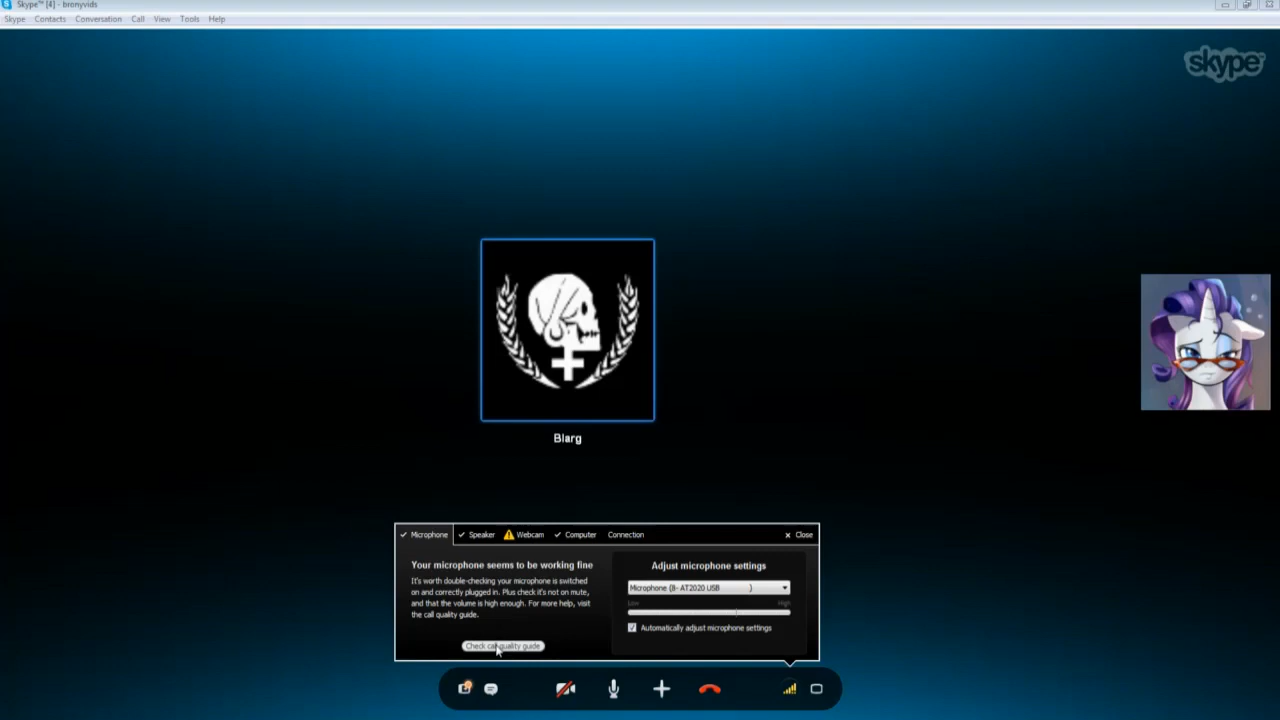 Skype™ [4] - bronyvids
Skype Contacts Conversation Call View Tools Help
skype™
Blarg
Microphone Speaker Webcam Computer Connection × Close
Your microphone seems to be working fine
It's worth double-checking your microphone is switched
on and correctly plugged in. Plus check it's not on mute,
and that the volume is high enough. For more help, visit
the call quality guide.
Check call quality guide
Adjust microphone settings
Microphone (8- AT2020 USB )
Low High
Automatically adjust microphone settings